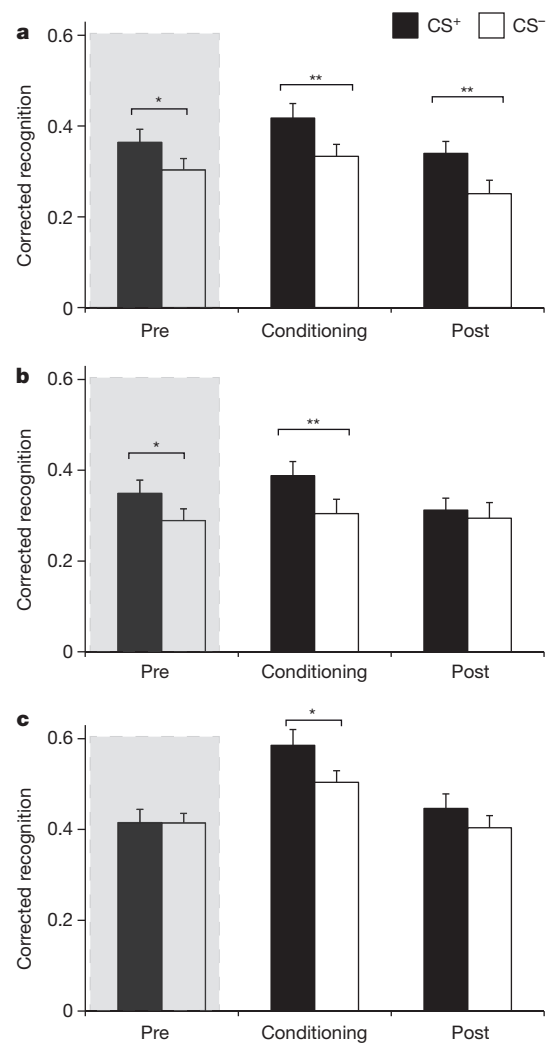 a
CS+ CS–
Corrected recognition
0.6
0.4
0.2
0
* ** **
Pre Conditioning Post
b
Corrected recognition
0.6
0.4
0.2
0
* **
Pre Conditioning Post
c
Corrected recognition
0.6
0.4
0.2
0
*
Pre Conditioning Post